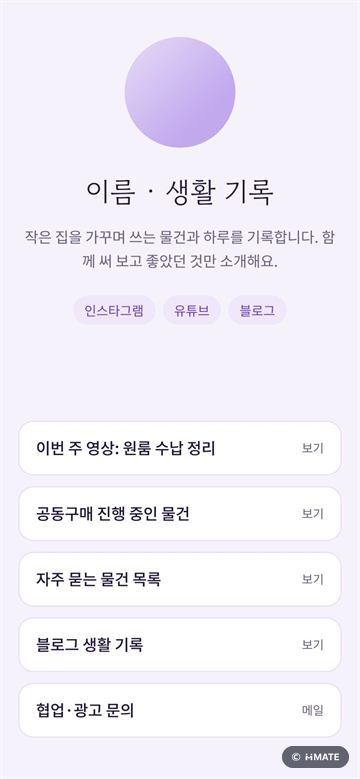 이름 · 생활 기록
작은 집을 가꾸며 쓰는 물건과 하루를 기록합니다. 함
께 써 보고 좋았던 것만 소개해요.
인스타그램 유튜브 블로그
이번 주 영상: 원룸 수납 정리 보기
공동구매 진행 중인 물건 보기
자주 묻는 물건 목록 보기
블로그 생활 기록 보기
협업·광고 문의 메일
© HMATE